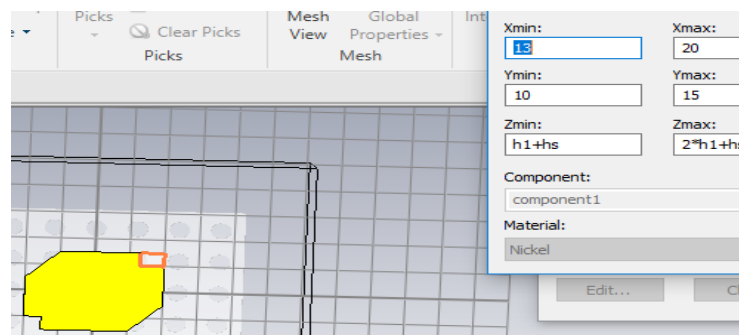 Picks
Clear Picks
Picks
Mesh View
Global Properties
Mesh
Int
Xmin:
Xmax:
13
20
Ymin:
Ymax:
10
15
Zmin:
Zmax:
h1+hs
2*h1+hs
Component:
component1
Material:
Nickel
Edit...